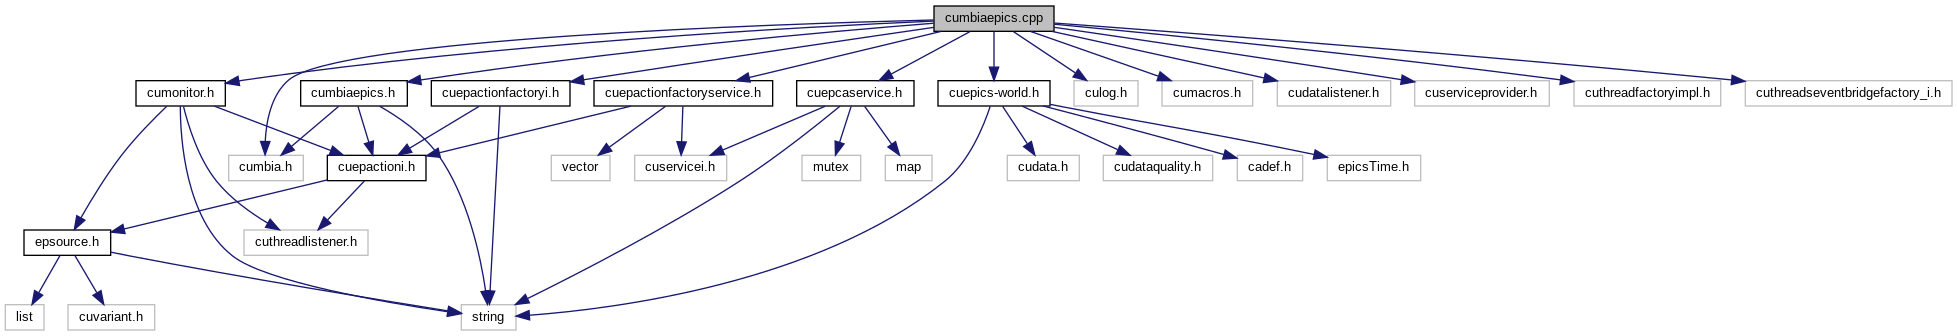 cumbiaepics.cpp
cumonitor.h
cumbiaepics.h
cuepactionfactoryi.h
cuepactionfactoryservice.h
cuepcaservice.h
cuepics-world.h
culog.h
cumacros.h
cudatalistener.h
cuserviceprovider.h
cuthreadfactoryimpl.h
cuthreadseventbridgefactory_i.h
cumbia.h
cuepactioni.h
vector
cuservicei.h
mutex
map
cudata.h
cudataquality.h
cadef.h
epicsTime.h
epsource.h
cuthreadlistener.h
list
cuvariant.h
string